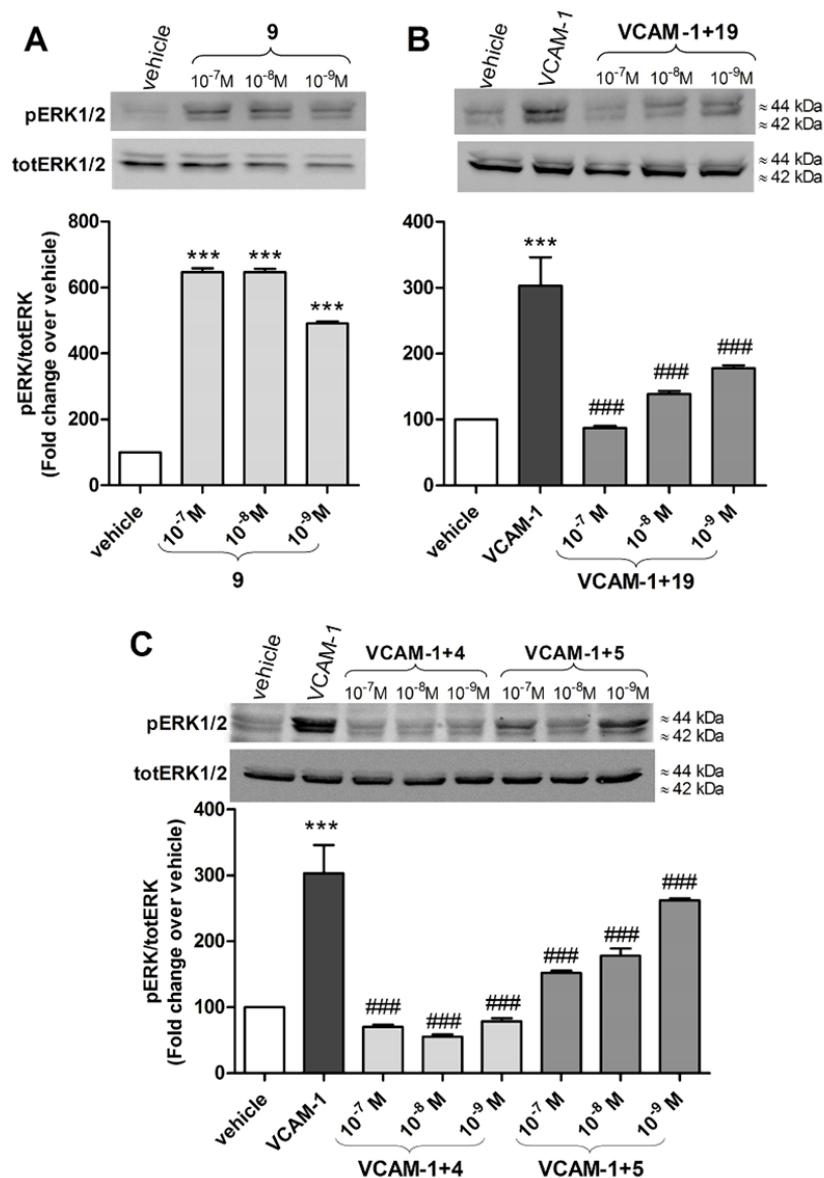 A
B
9
vehicle
10⁻⁷M 10⁻⁸M 10⁻⁹M
pERK1/2
totERK1/2
VCAM-1+19
vehicle
VCAM-1
10⁻⁷M 10⁻⁸M 10⁻⁹M
≈ 44 kDa
≈ 42 kDa
≈ 44 kDa
≈ 42 kDa
pERK/totERK
(Fold change over vehicle)
800
600
400
200
0
***
***
***
vehicle
10⁻⁷ M
10⁻⁸M
10⁻⁹M
9
400
300
200
100
0
***
###
###
###
vehicle
VCAM-1
10⁻⁷ M
10⁻⁸ M
10⁻⁹ M
VCAM-1+19
C
vehicle
VCAM-1
VCAM-1+4
VCAM-1+5
10⁻⁷M 10⁻⁸M 10⁻⁹M 10⁻⁷M 10⁻⁸M 10⁻⁹M
pERK1/2
≈ 44 kDa
≈ 42 kDa
totERK1/2
≈ 44 kDa
≈ 42 kDa
pERK/totERK
(Fold change over vehicle)
400
300
200
100
0
***
###
###
###
###
###
###
vehicle
VCAM-1
10⁻⁷ M
10⁻⁸ M
10⁻⁹ M
10⁻⁷ M
10⁻⁸ M
10⁻⁹ M
VCAM-1+4
VCAM-1+5